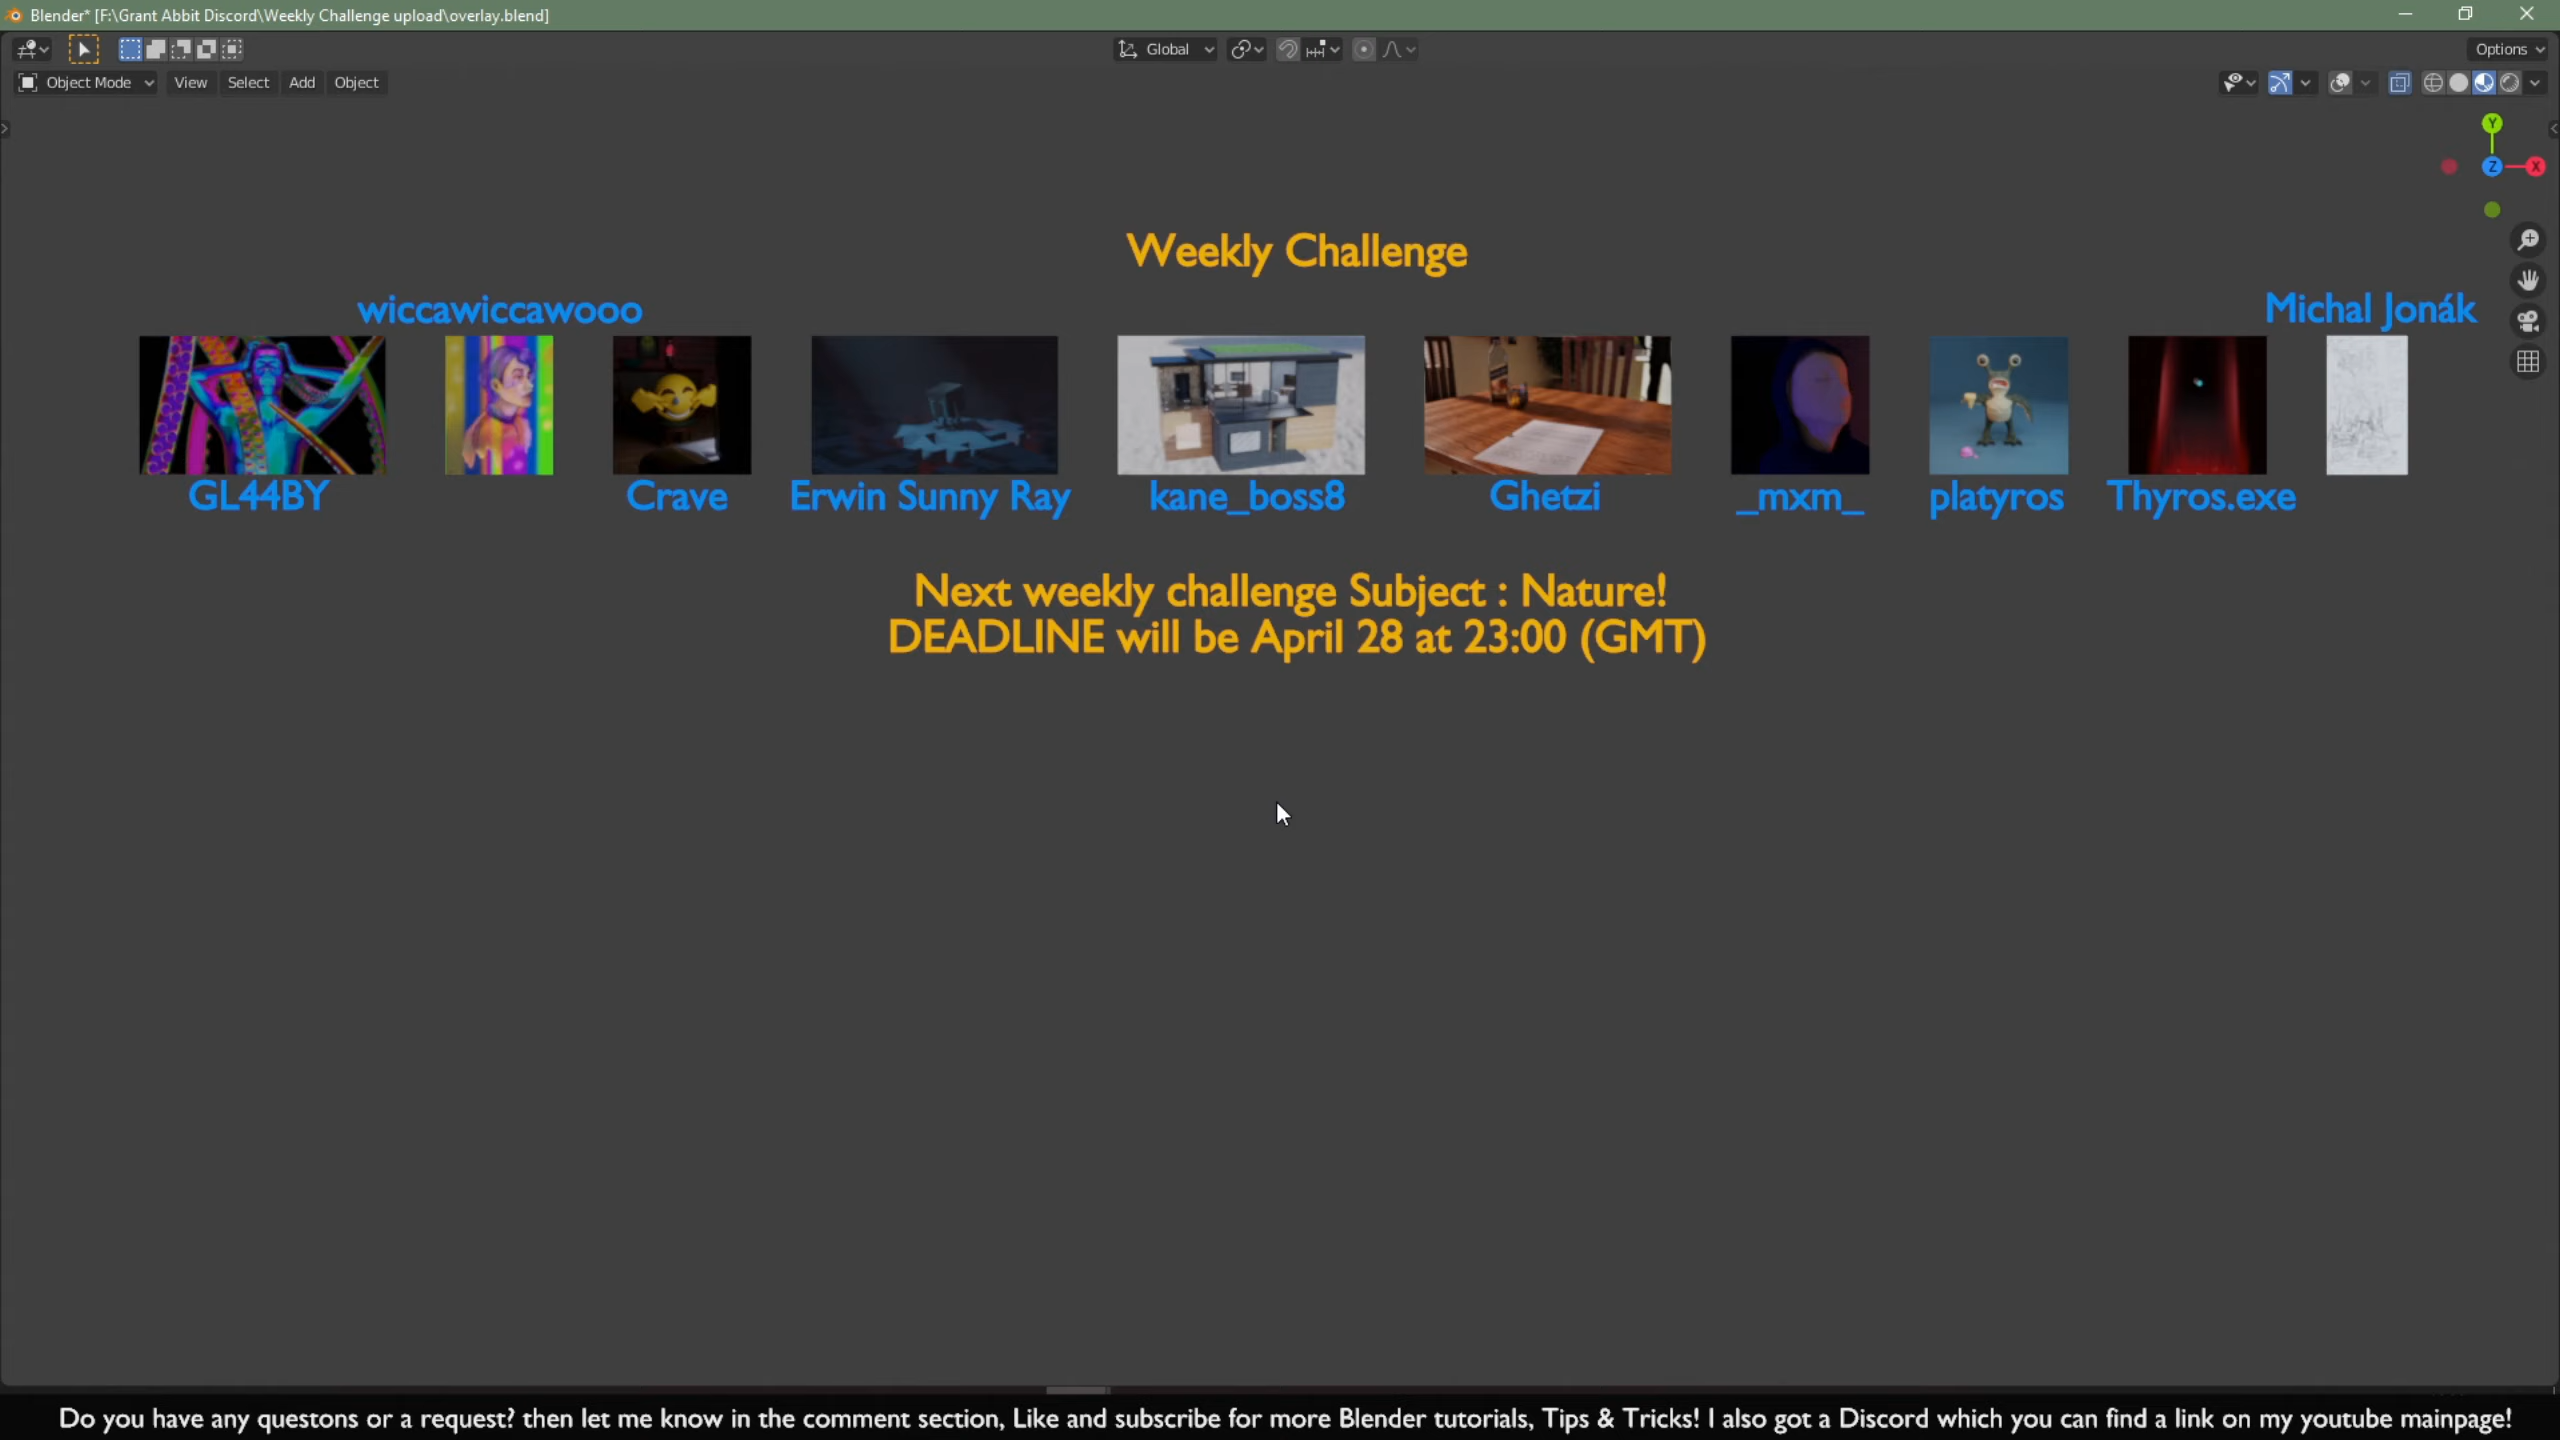 Blender* [F:\Grant Abbit Discord\Weekly Challenge upload\overlay.blend]
Global
Options
Object Mode View Select Add Object
Y
Z X
Weekly Challenge
wiccawiccawooo Michal Jonák
GL44BY Crave Erwin Sunny Ray kane_boss8 Ghetzi _mxm_ platyros Thyros.exe
Next weekly challenge Subject : Nature!
DEADLINE will be April 28 at 23:00 (GMT)
Do you have any questons or a request? then let me know in the comment section, Like and subscribe for more Blender tutorials, Tips & Tricks! I also got a Discord which you can find a link on my youtube mainpage!